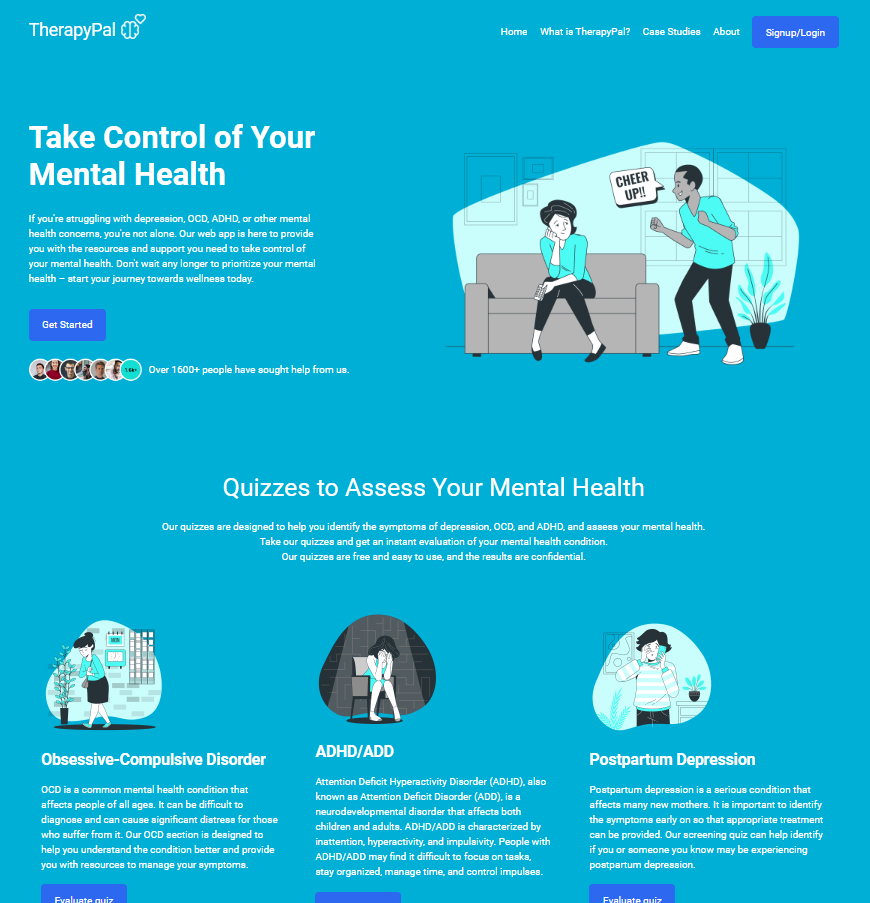 TherapyPal
Home What is TherapyPal? Case Studies About Signup/Login
Take Control of Your
Mental Health
If you're struggling with depression, OCD, ADHD, or other mental
health concerns, you're not alone. Our web app is here to provide
you with the resources and support you need to take control of
your mental health. Don't wait any longer to prioritize your mental
health – start your journey towards wellness today.
Get Started
1.6k+
Over 1600+ people have sought help from us.
CHEER
UP!!
Quizzes to Assess Your Mental Health
Our quizzes are designed to help you identify the symptoms of depression, OCD, and ADHD, and assess your mental health.
Take our quizzes and get an instant evaluation of your mental health condition.
Our quizzes are free and easy to use, and the results are confidential.
MON
Obsessive-Compulsive Disorder
OCD is a common mental health condition that
affects people of all ages. It can be difficult to
diagnose and can cause significant distress for those
who suffer from it. Our OCD section is designed to
help you understand the condition better and provide
you with resources to manage your symptoms.
Evaluate quiz
ADHD/ADD
Attention Deficit Hyperactivity Disorder (ADHD), also
known as Attention Deficit Disorder (ADD), is a
neurodevelopmental disorder that affects both
children and adults. ADHD/ADD is characterized by
inattention, hyperactivity, and impulsivity. People with
ADHD/ADD may find it difficult to focus on tasks,
stay organized, manage time, and control impulses.
Postpartum Depression
Postpartum depression is a serious condition that
affects many new mothers. It is important to identify
the symptoms early on so that appropriate treatment
can be provided. Our screening quiz can help identify
if you or someone you know may be experiencing
postpartum depression.
Evaluate quiz